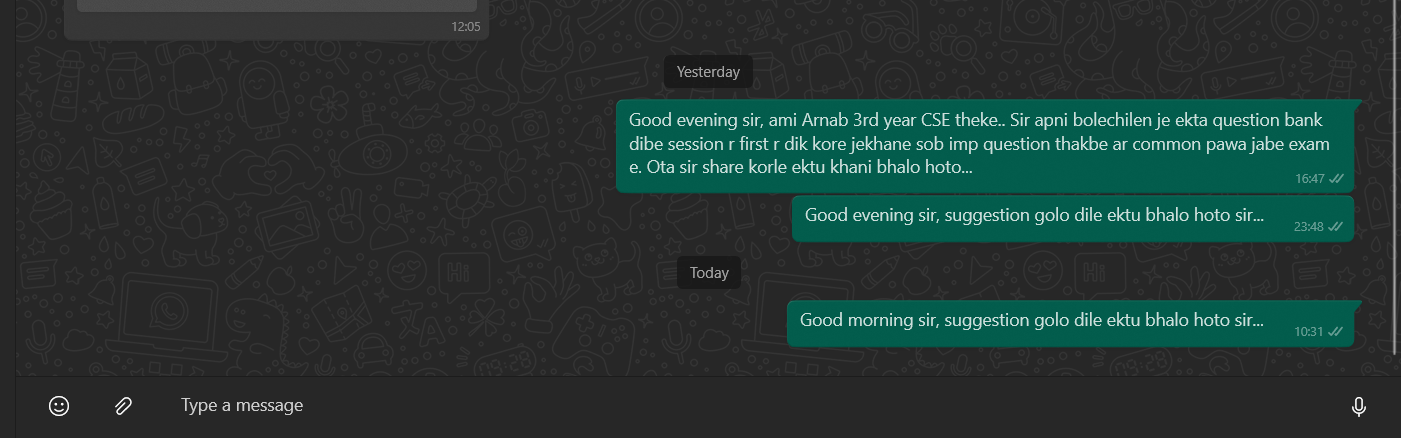 12:05
Yesterday
Good evening sir, ami Arnab 3rd year CSE theke.. Sir apni bolechilen je ekta question bank
dibe session r first r dik kore jekhane sob imp question thakbe ar common pawa jabe exam
e. Ota sir share korle ektu khani bhalo hoto...
16:47
Good evening sir, suggestion golo dile ektu bhalo hoto sir...
23:48
Today
Good morning sir, suggestion golo dile ektu bhalo hoto sir...
10:31
Type a message